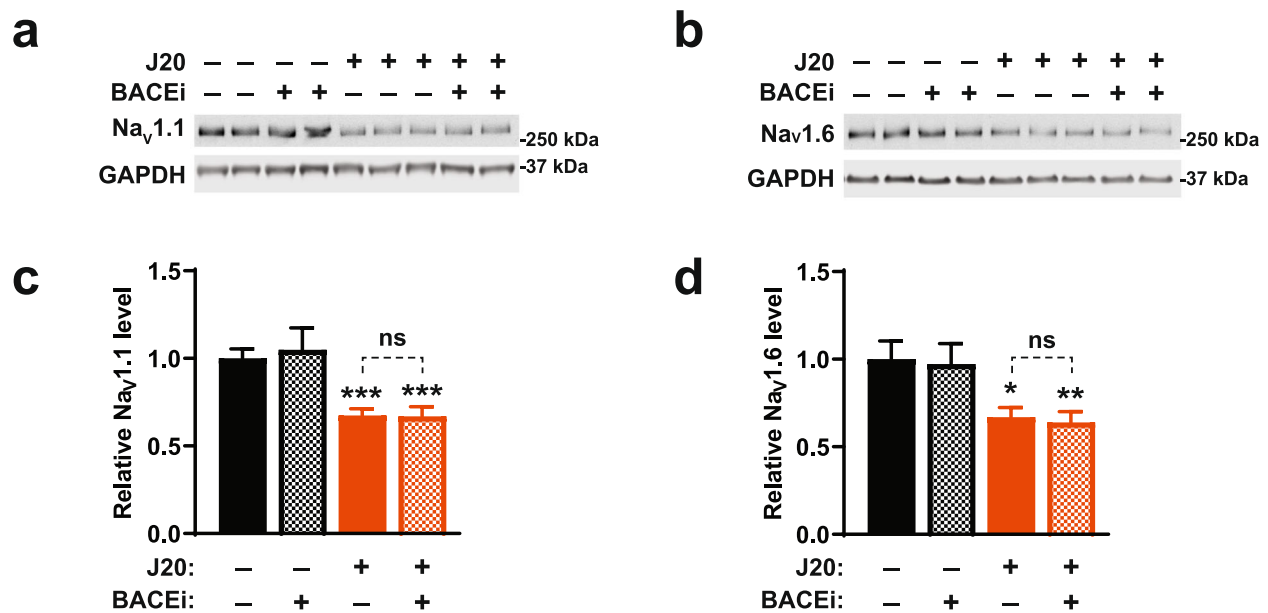 a
J20 – – – – + + + + +
BACEi – – + + – – – + +
NaV1.1
-250 kDa
GAPDH
-37 kDa
b
J20 – – – – + + + + +
BACEi – – + + – – – + +
NaV1.6
-250 kDa
GAPDH
-37 kDa
c
Relative NaV1.1 level
1.5
1.0
0.5
0.0
ns
*** ***
J20: – – + +
BACEi: – + – +
d
Relative NaV1.6 level
1.5
1.0
0.5
0.0
ns
* **
J20: – – + +
BACEi: – + – +